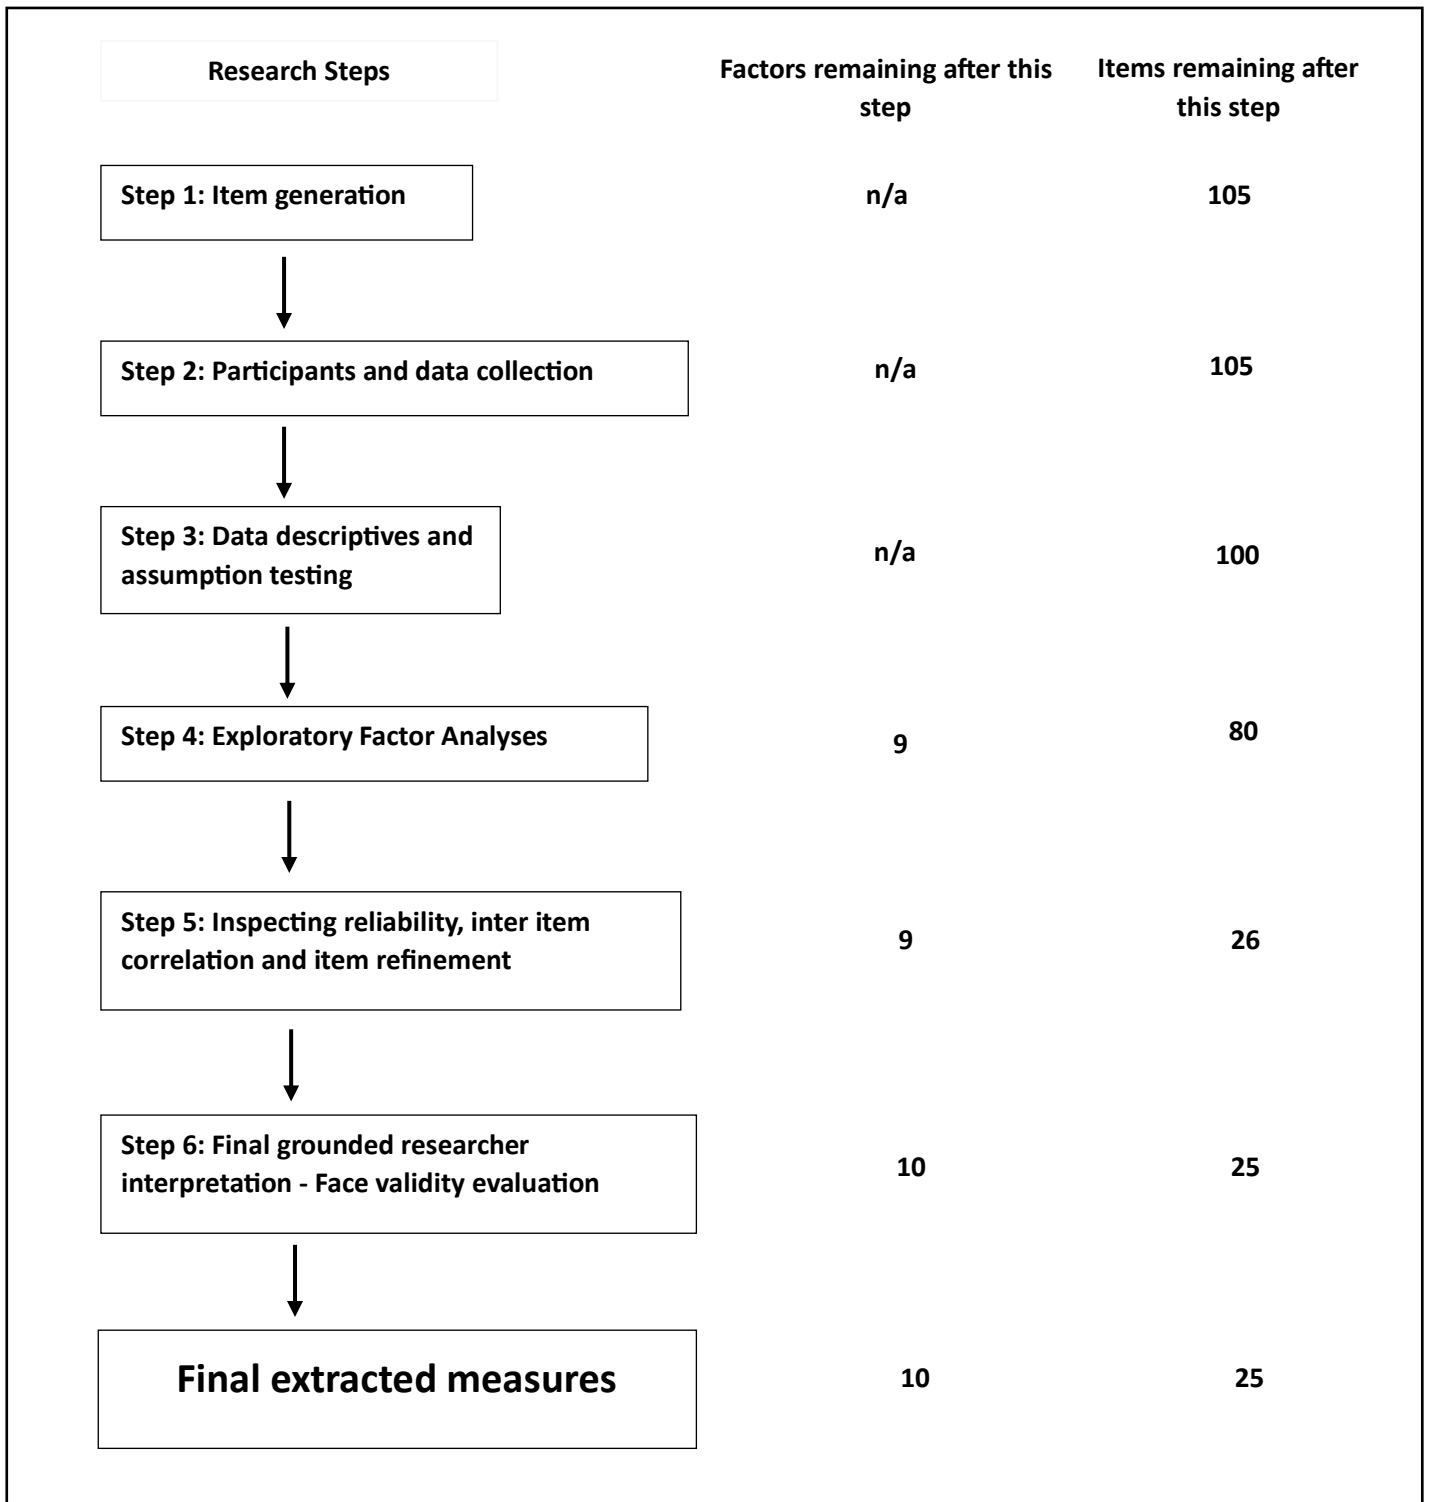 Research Steps
Factors remaining after this
step
Items remaining after
this step
Step 1: Item generation
n/a
105
Step 2: Participants and data collection
n/a
105
Step 3: Data descriptives and
assumption testing
n/a
100
Step 4: Exploratory Factor Analyses
9
80
Step 5: Inspecting reliability, inter item
correlation and item refinement
9
26
Step 6: Final grounded researcher
interpretation - Face validity evaluation
10
25
Final extracted measures
10
25